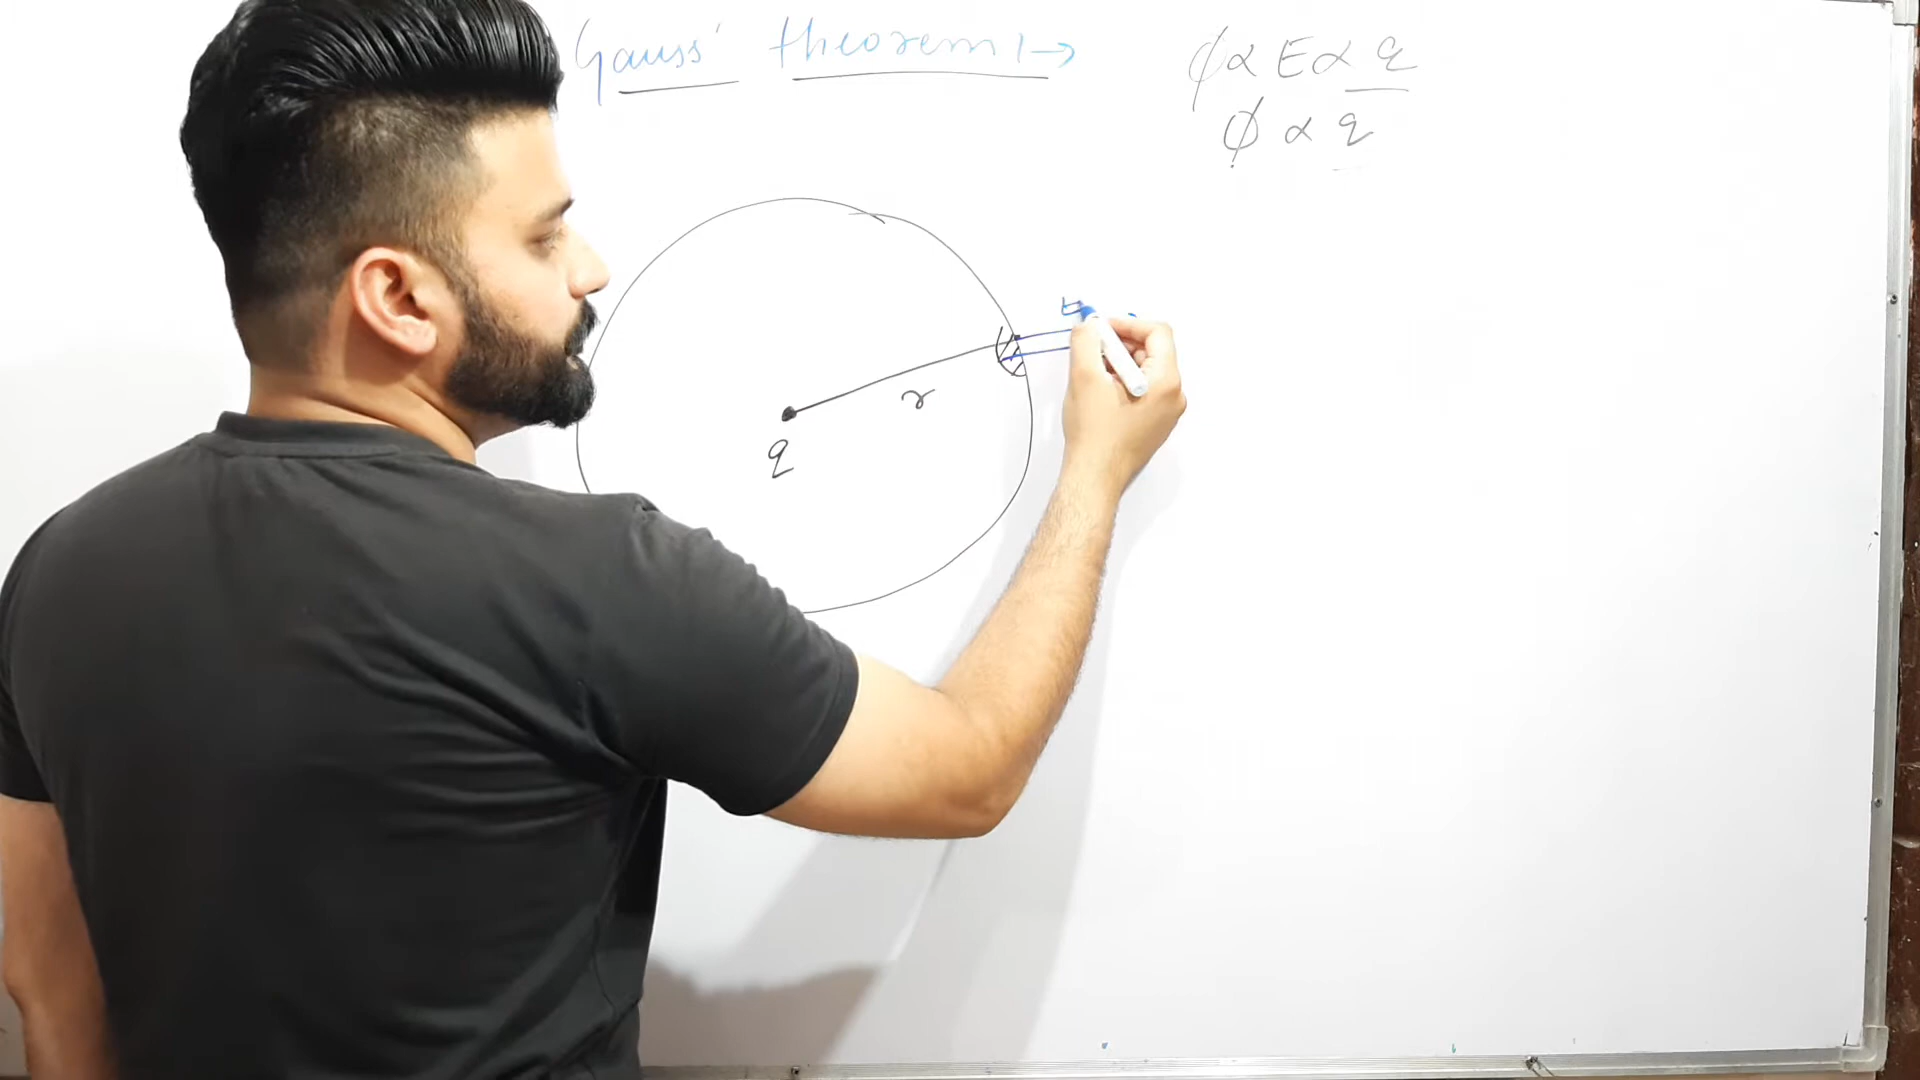 Gauss' theorem :→
ϕ ∝ E ∝ q
ϕ ∝ q
r
q